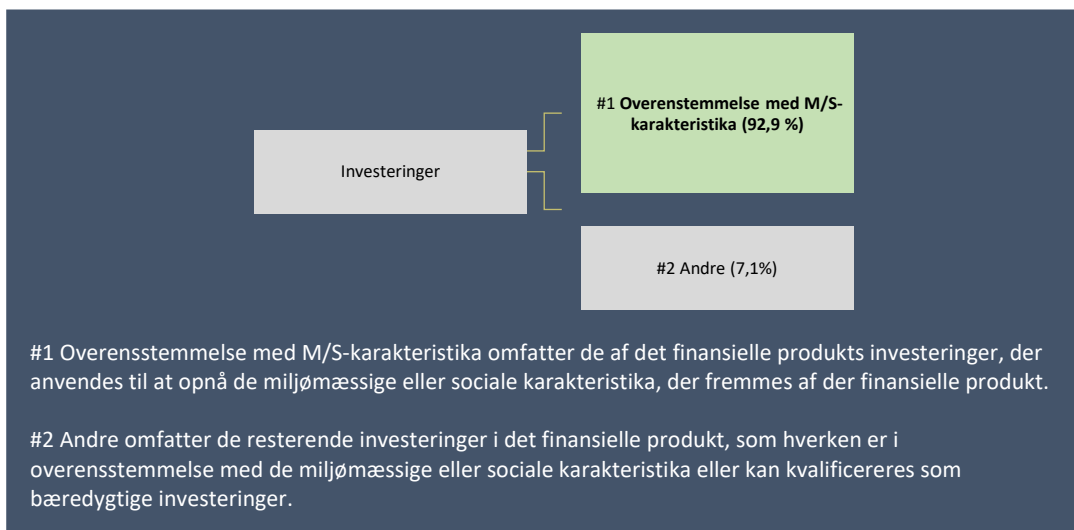 #1 Overenstemmelse med M/S-
karakteristika (92,9 %)
Investeringer
#2 Andre (7,1%)
#1 Overensstemmelse med M/S-karakteristika omfatter de af det finansielle produkts investeringer, der
anvendes til at opnå de miljømæssige eller sociale karakteristika, der fremmes af der finansielle produkt.
#2 Andre omfatter de resterende investeringer i det finansielle produkt, som hverken er i
overensstemmelse med de miljømæssige eller sociale karakteristika eller kan kvalificereres som
bæredygtige investeringer.